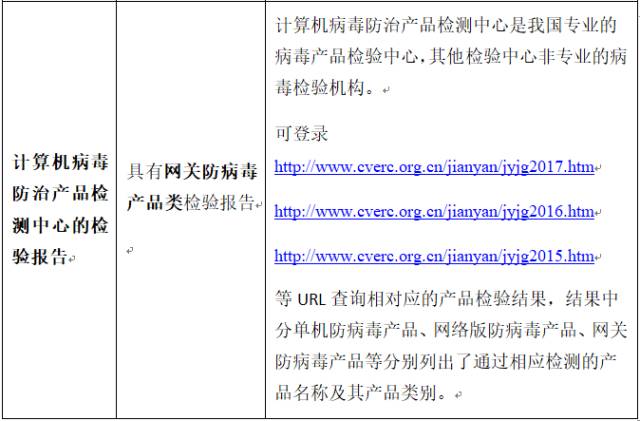 计算机病毒
防治产品检
测中心的检
验报告
具有网关防病毒
产品类检验报告
计算机病毒防治产品检测中心是我国专业的
病毒产品检验中心，其他检验中心非专业的病
毒检验机构。
可登录
http://www.cverc.org.cn/jianyan/jyjg2017.htm
http://www.cverc.org.cn/jianyan/jyjg2016.htm
http://www.cverc.org.cn/jianyan/jyjg2015.htm
等 URL 查询相对应的产品检验结果，结果中
分单机防病毒产品、网络版防病毒产品、网关
防病毒产品等分别列出了通过相应检测的产
品名称及其产品类别。